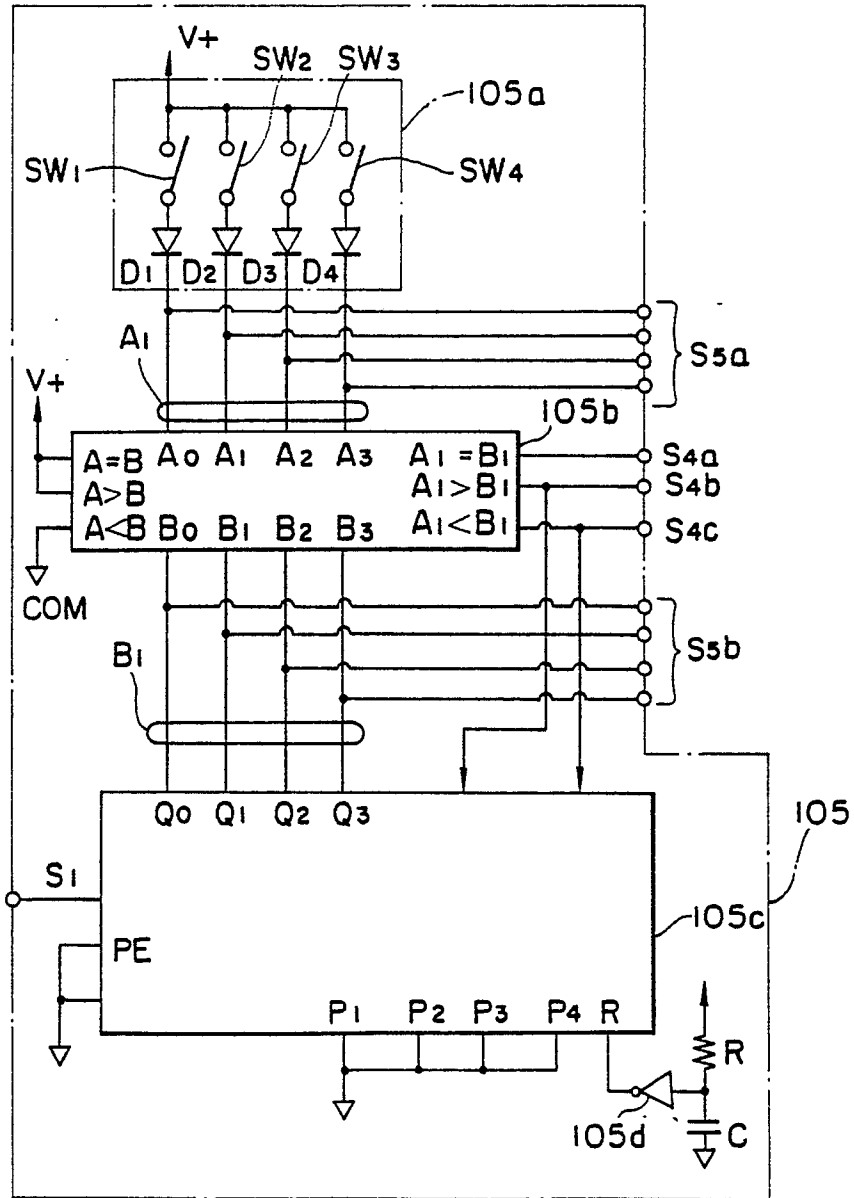 V+
SW2
SW3
105a
SW1
SW4
D1 D2 D3 D4
S5a
A1
V+
105b
A=B A0 A1 A2 A3 A1=B1
S4a
A>B A1>B1
S4b
A<B B0 B1 B2 B3 A1<B1
S4c
COM
B1
S5b
Q0 Q1 Q2 Q3
105
S1
105c
PE
P1 P2 P3 P4 R
R
105d
C